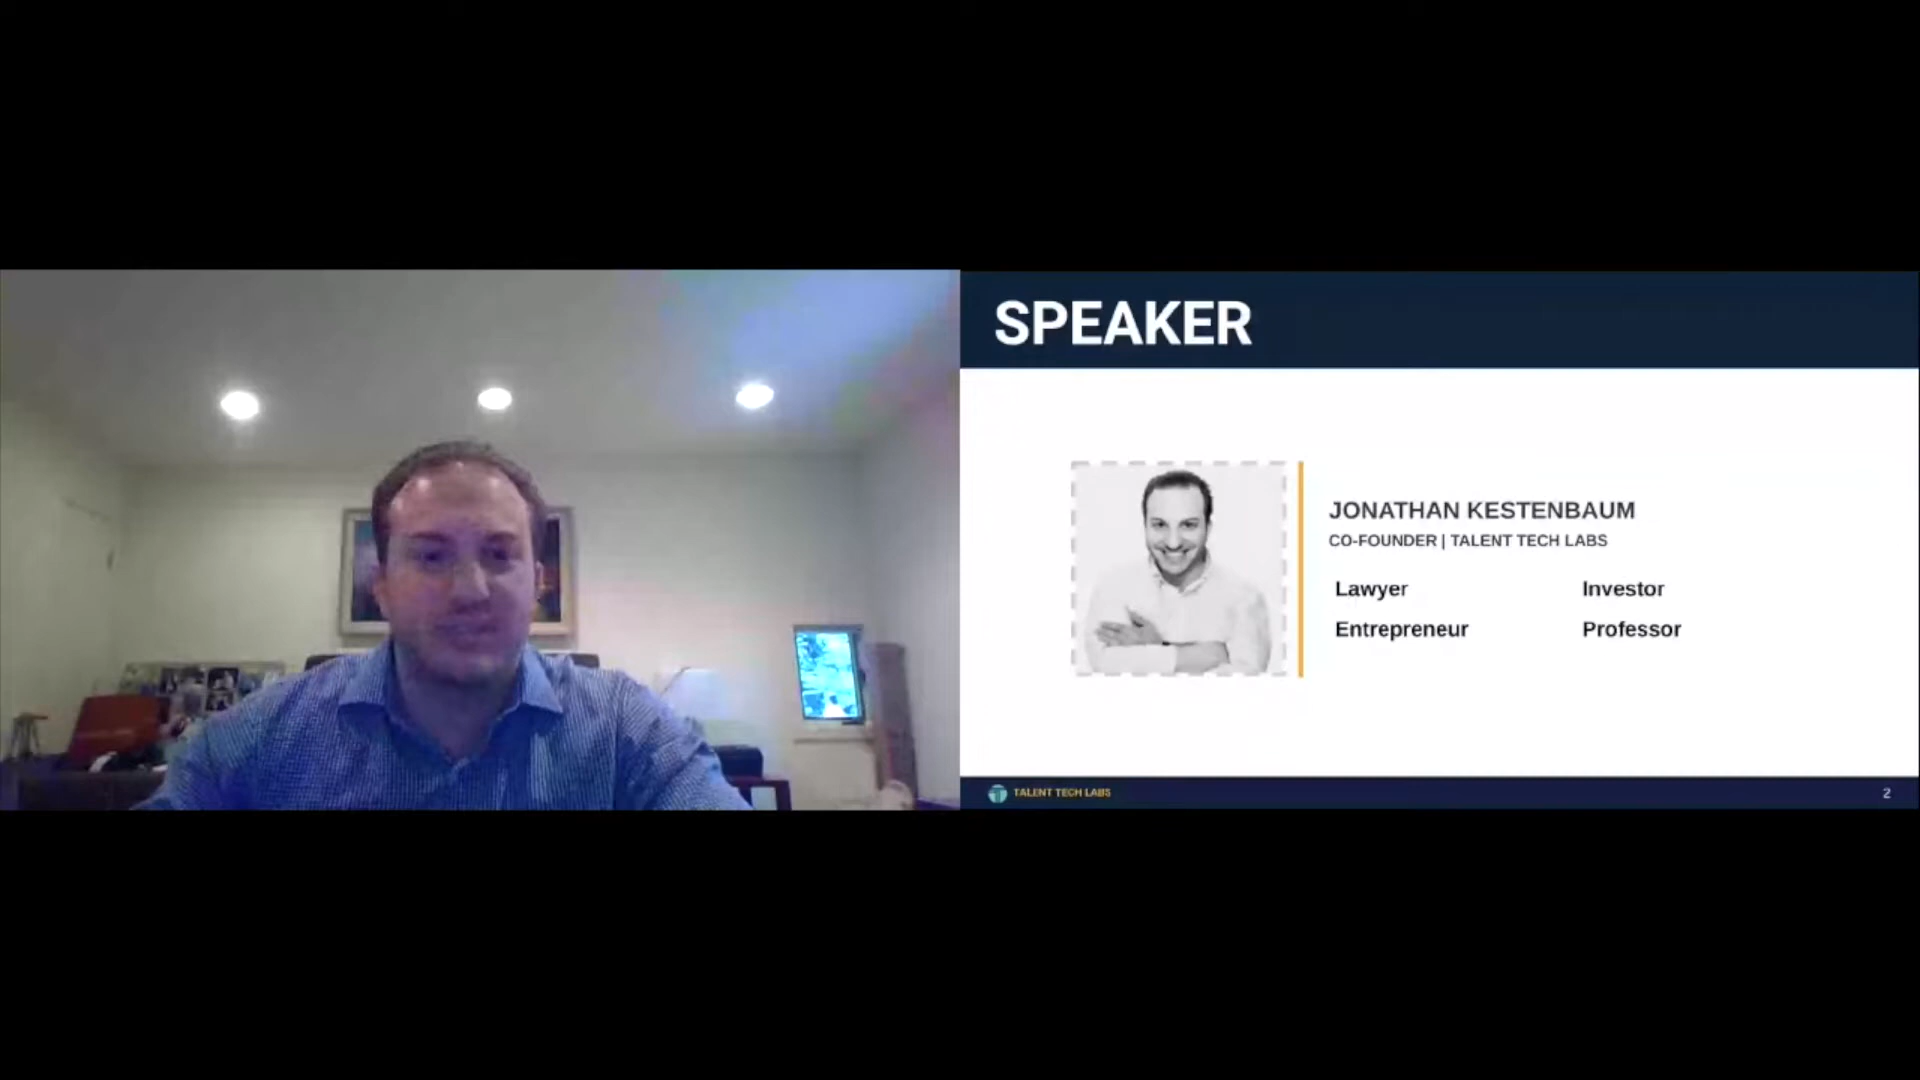 SPEAKER
JONATHAN KESTENBAUM
CO-FOUNDER | TALENT TECH LABS
Lawyer Investor
Entrepreneur Professor
TALENT TECH LABS 2